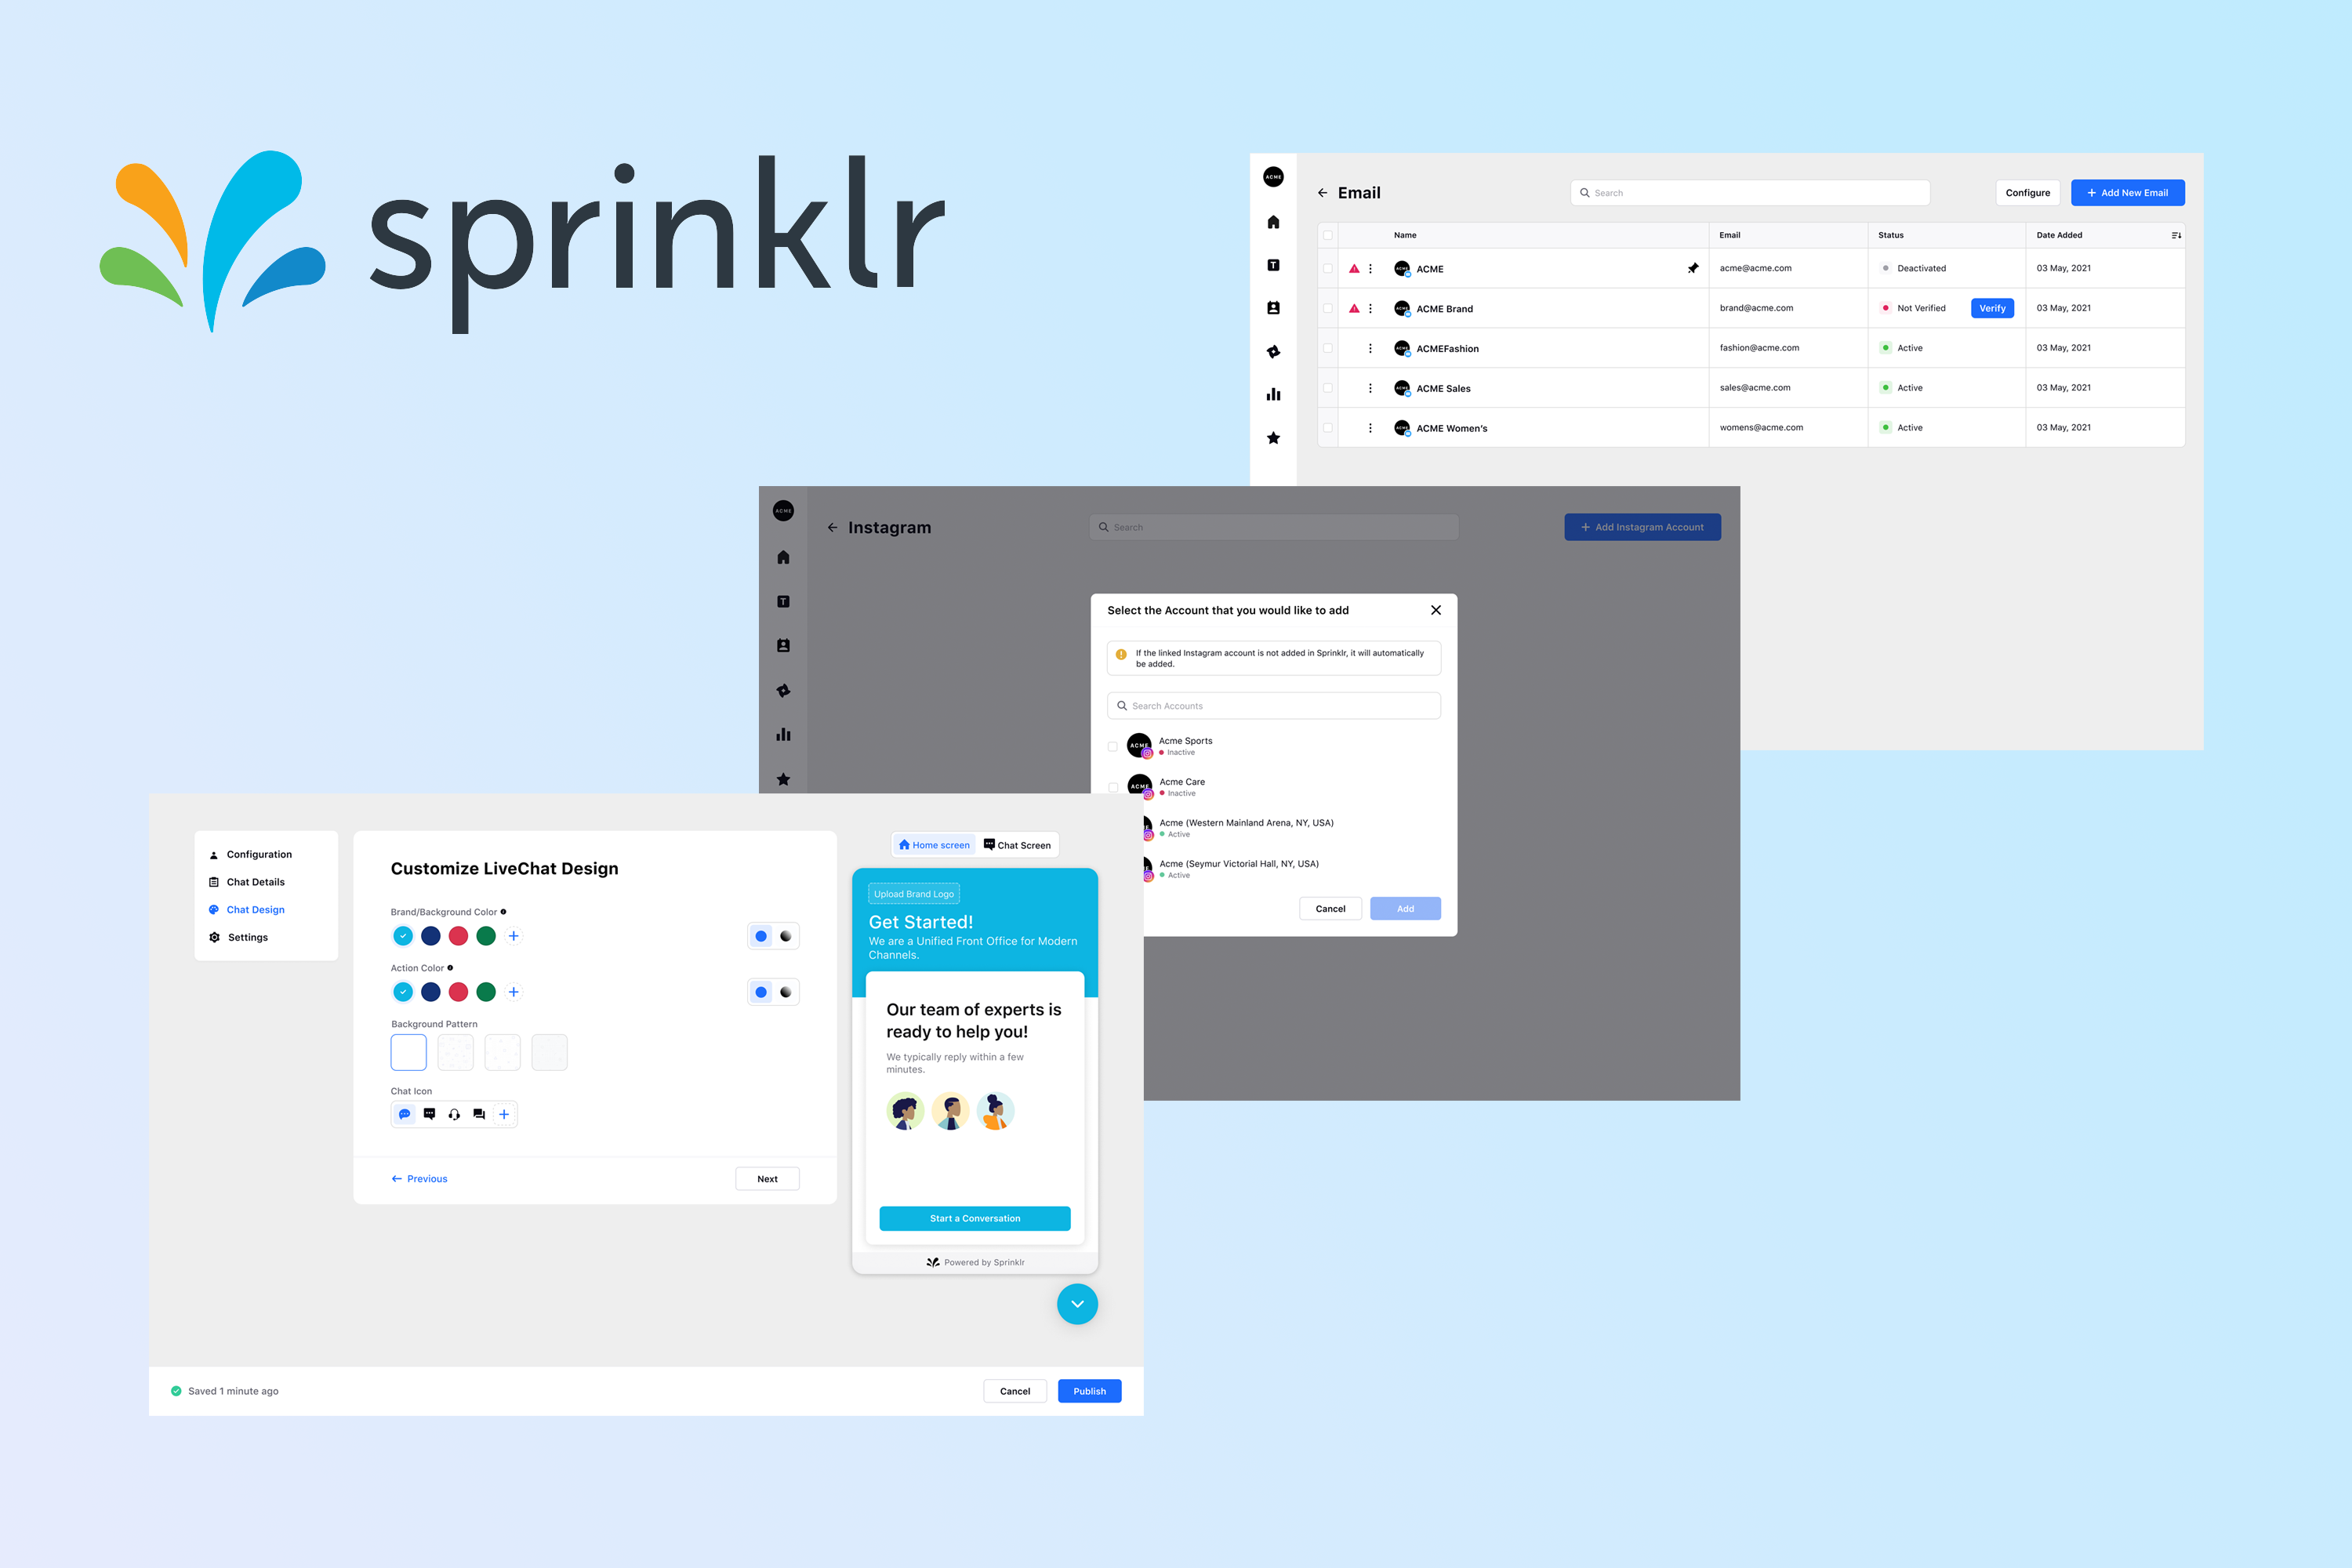 sprinklr
ACME
Email
Search
Configure
+ Add New Email
Name
Email
Status
Date Added
ACME
ACME
acme@acme.com
Deactivated
03 May, 2021
ACME
ACME Brand
brand@acme.com
Not Verified
Verify
03 May, 2021
ACME
ACMEFashion
fashion@acme.com
Active
03 May, 2021
ACME
ACME Sales
sales@acme.com
Active
03 May, 2021
ACME
ACME Women's
womens@acme.com
Active
03 May, 2021
ACME
Instagram
Search
+ Add Instagram Account
Select the Account that you would like to add
If the linked Instagram account is not added in Sprinklr, it will automatically
be added.
Search Accounts
ACME
Acme Sports
Inactive
ACME
Acme Care
Inactive
Acme (Western Mainland Arena, NY, USA)
Active
Acme (Seymur Victorial Hall, NY, USA)
Active
Cancel
Add
Configuration
Chat Details
Chat Design
Settings
Customize LiveChat Design
Brand/Background Color
Action Color
Background Pattern
Chat Icon
Previous
Next
Home screen
Chat Screen
Upload Brand Logo
Get Started!
We are a Unified Front Office for Modern
Channels.
Our team of experts is
ready to help you!
We typically reply within a few
minutes.
Start a Conversation
Powered by Sprinklr
Saved 1 minute ago
Cancel
Publish